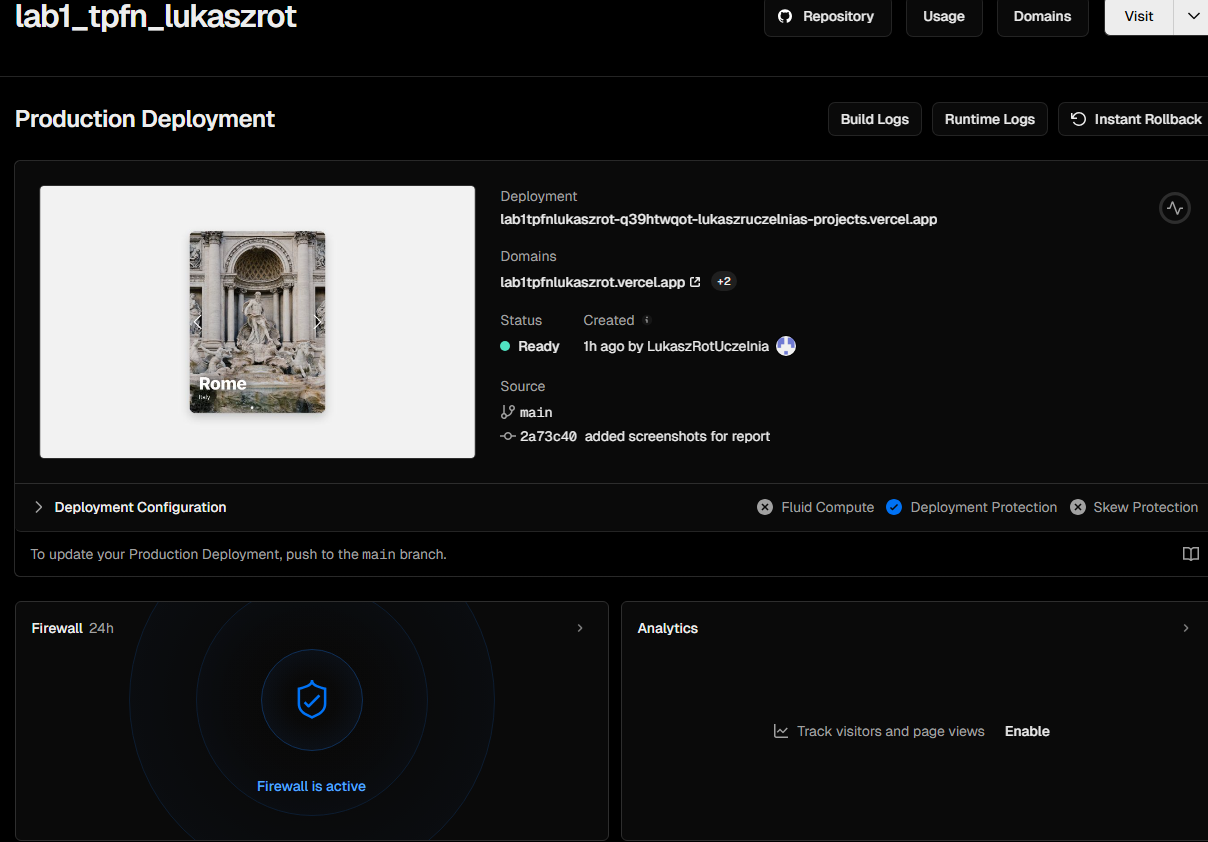 lab1_tpfn_lukaszrot
Repository Usage Domains Visit
Production Deployment
Build Logs Runtime Logs Instant Rollback
Deployment
lab1tpfnlukaszrot-q39htwqot-lukaszruczelnias-projects.vercel.app
Domains
lab1tpfnlukaszrot.vercel.app +2
Status Created
Ready 1h ago by LukaszRotUczelnia
Source
main
2a73c40 added screenshots for report
Rome
Italy
Deployment Configuration Fluid Compute Deployment Protection Skew Protection
To update your Production Deployment, push to the main branch.
Firewall 24h
Firewall is active
Analytics
Track visitors and page views Enable